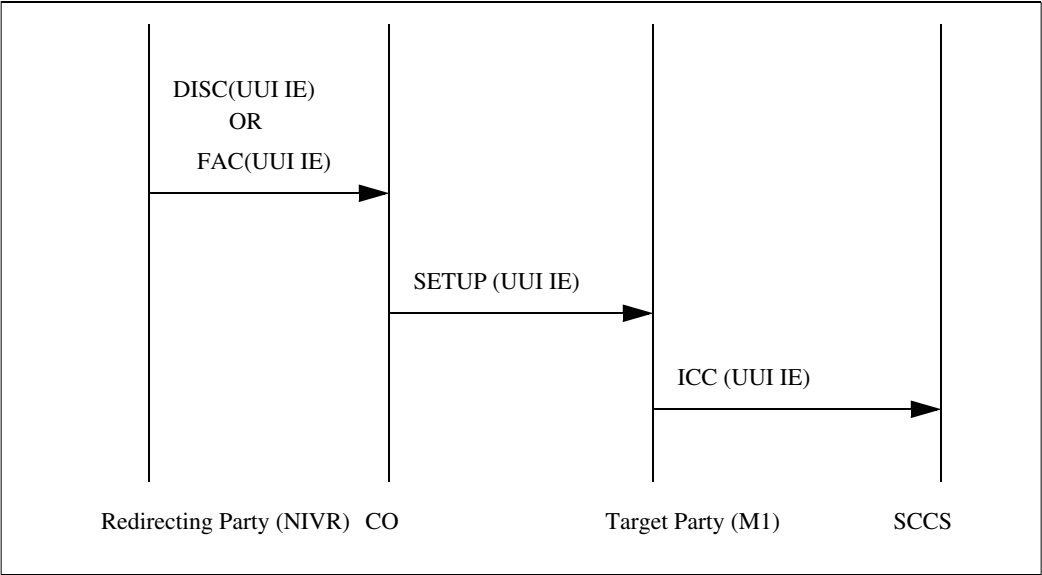 DISC(UUI IE)
OR
FAC(UUI IE)
SETUP (UUI IE)
ICC (UUI IE)
Redirecting Party (NIVR) CO Target Party (M1) SCCS